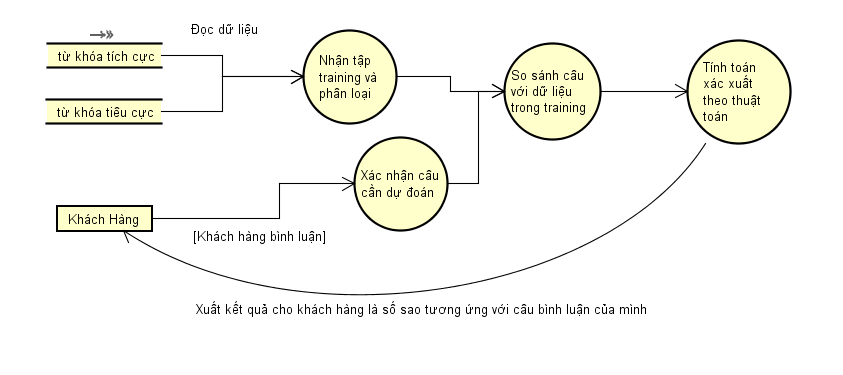 Đọc dữ liệu
từ khóa tích cực
từ khóa tiêu cực
Nhận tập
training và
phân loại
So sánh câu
với dữ liệu
trong training
Tính toán
xác xuất
theo thuật
toán
Xác nhận câu
cần dự đoán
Khách Hàng
[Khách hàng bình luận]
Xuất kết quả cho khách hàng là số sao tương ứng với câu bình luận của mình